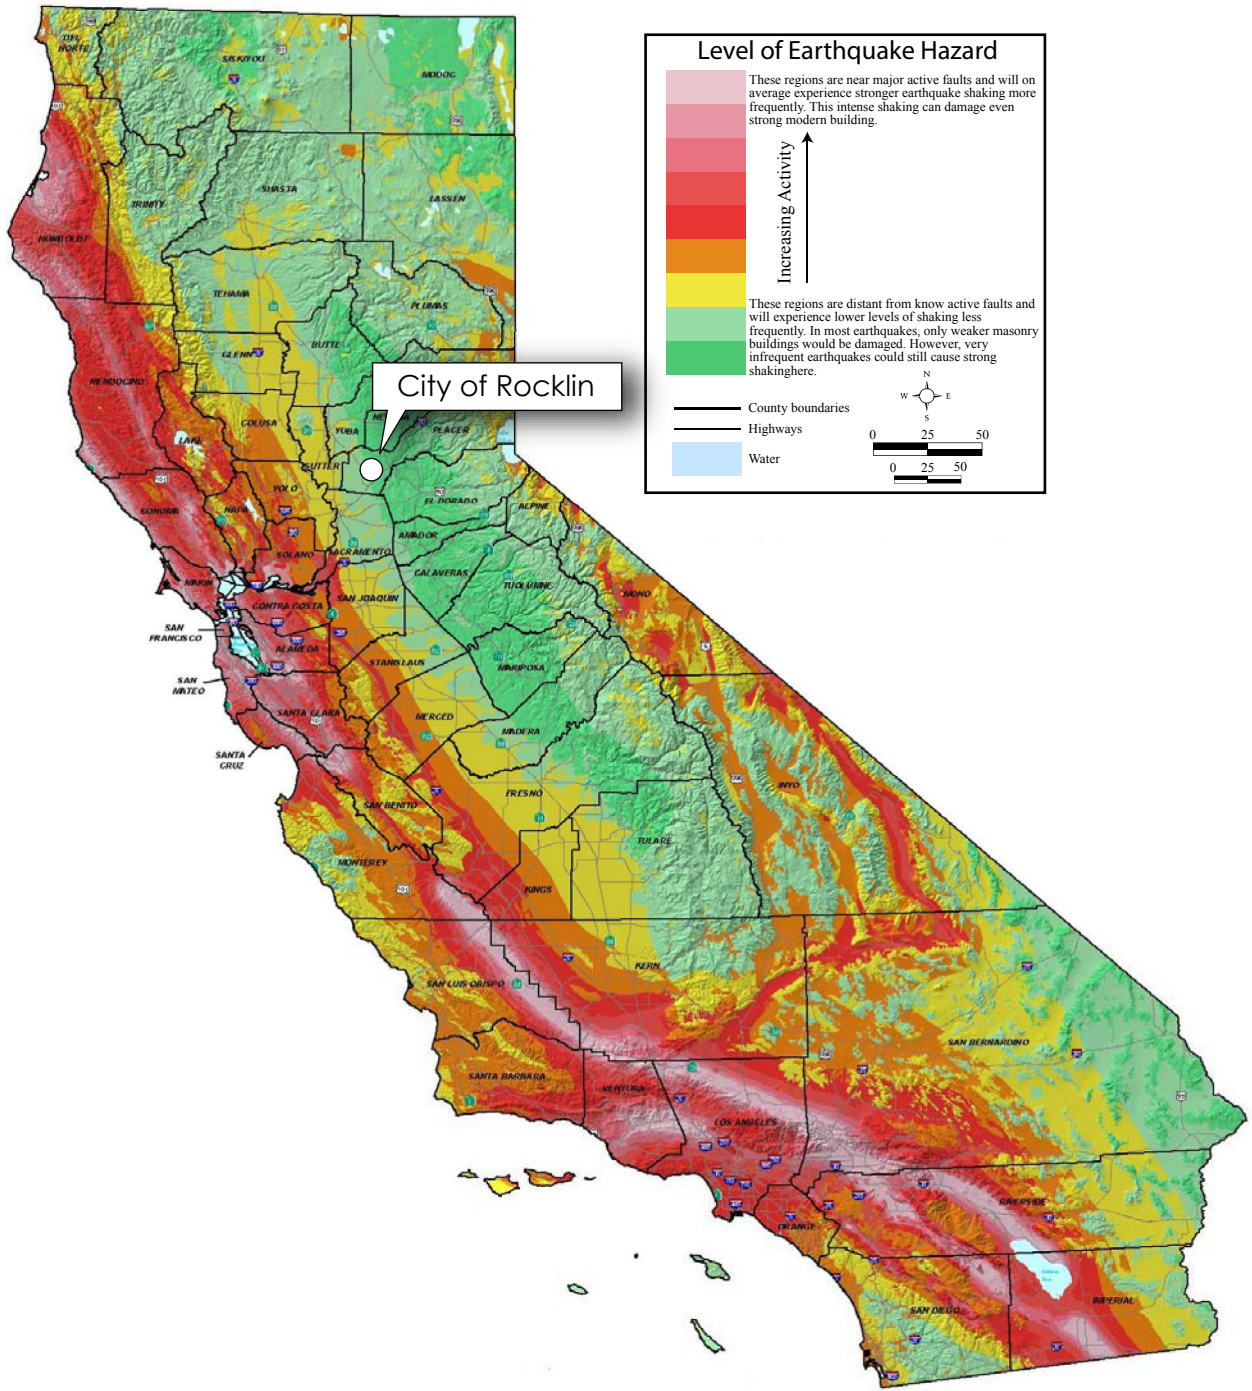 Level of Earthquake Hazard
These regions are near major active faults and will on
average experience stronger earthquake shaking more
frequently. This intense shaking can damage even
strong modern building.
Increasing Activity
These regions are distant from know active faults and
will experience lower levels of shaking less
frequently. In most earthquakes, only weaker masonry
buildings would be damaged. However, very
infrequent earthquakes could still cause strong
shakinghere.
N
W E
S
County boundaries
Highways
Water
0 25 50
0 25 50
City of Rocklin
DEL
NORTE
SISKIYOU
MODOC
HUMBOLDT
TRINITY
SHASTA
LASSEN
TEHAMA
PLUMAS
GLENN
BUTTE
MENDOCINO
LAKE
COLUSA
SUTTER
YUBA
PLACER
SONOMA
NAPA
YOLO
EL DORADO
ALPINE
SOLANO
SACRAMENTO
AMADOR
CALAVERAS
TUOLUMNE
MONO
MARIN
CONTRA COSTA
SAN JOAQUIN
SAN
FRANCISCO
ALAMEDA
STANISLAUS
MARIPOSA
SAN
MATEO
SANTA CLARA
MERCED
MADERA
SANTA
CRUZ
SAN BENITO
FRESNO
INYO
MONTEREY
KINGS
TULARE
SAN LUIS OBISPO
KERN
SAN BERNARDINO
SANTA BARBARA
VENTURA
LOS ANGELES
ORANGE
RIVERSIDE
SAN DIEGO
IMPERIAL
101
101
101
101